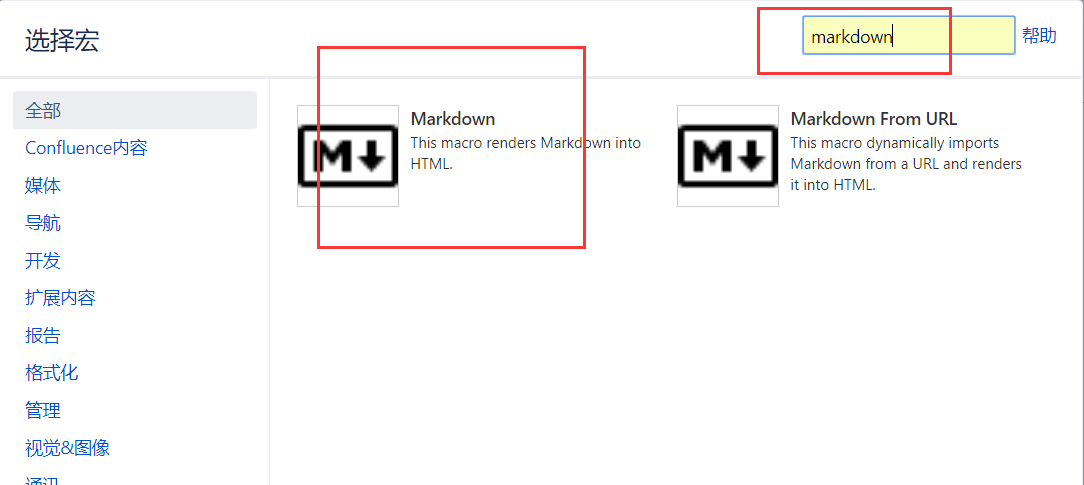 选择宏
markdown
帮助
全部
Confluence内容
媒体
导航
开发
扩展内容
报告
格式化
管理
视觉&图像
通讯
M
Markdown
This macro renders Markdown into
HTML.
M
Markdown From URL
This macro dynamically imports
Markdown from a URL and renders
it into HTML.